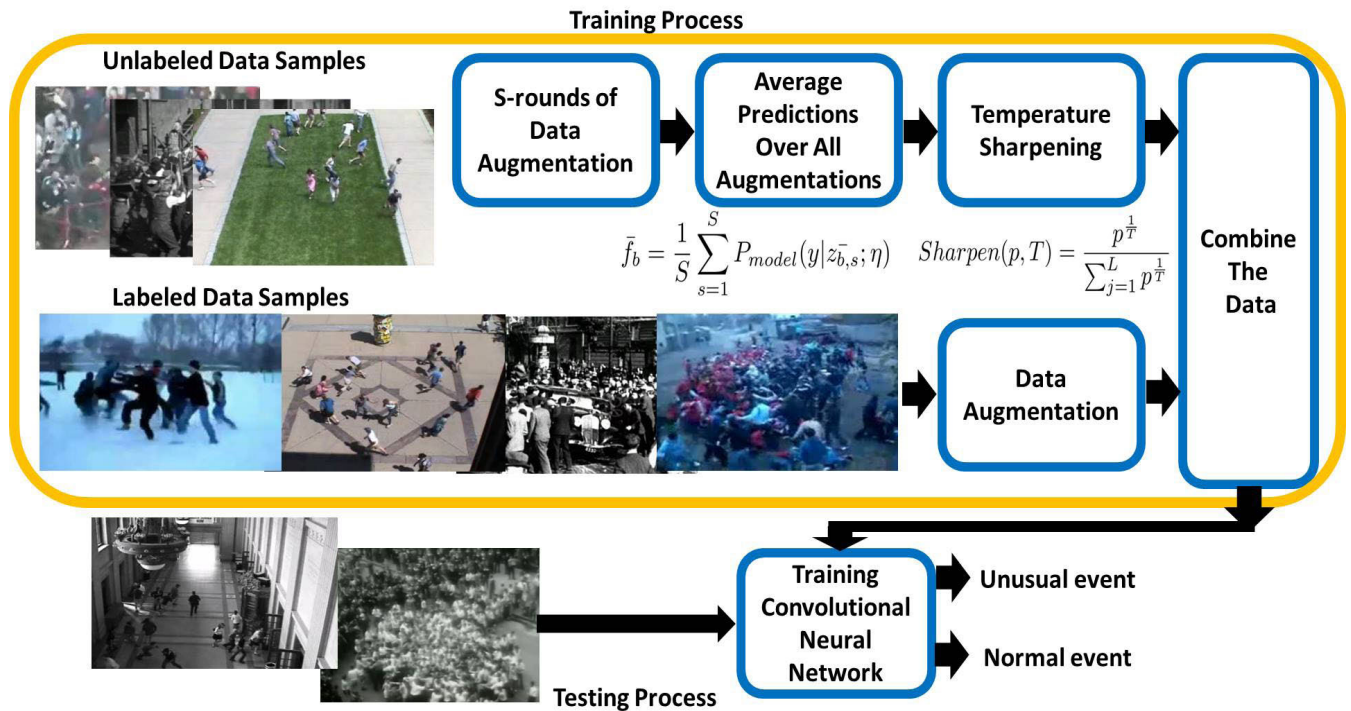 Training Process
Unlabeled Data Samples
S-rounds of
Data
Augmentation
Average
Predictions
Over All
Augmentations
Temperature
Sharpening
Combine
The
Data
$\bar{f_b} = \frac{1}{S} \sum_{s=1}^{S} P_{model}(y|z_{\bar{b,s}}; \eta)$
$Sharpen(p, T) = \frac{p^{\frac{1}{T}}}{\sum_{j=1}^{L} p^{\frac{1}{T}}}$
Labeled Data Samples
Data
Augmentation
Training
Convolutional
Neural
Network
Unusual event
Normal event
Testing Process